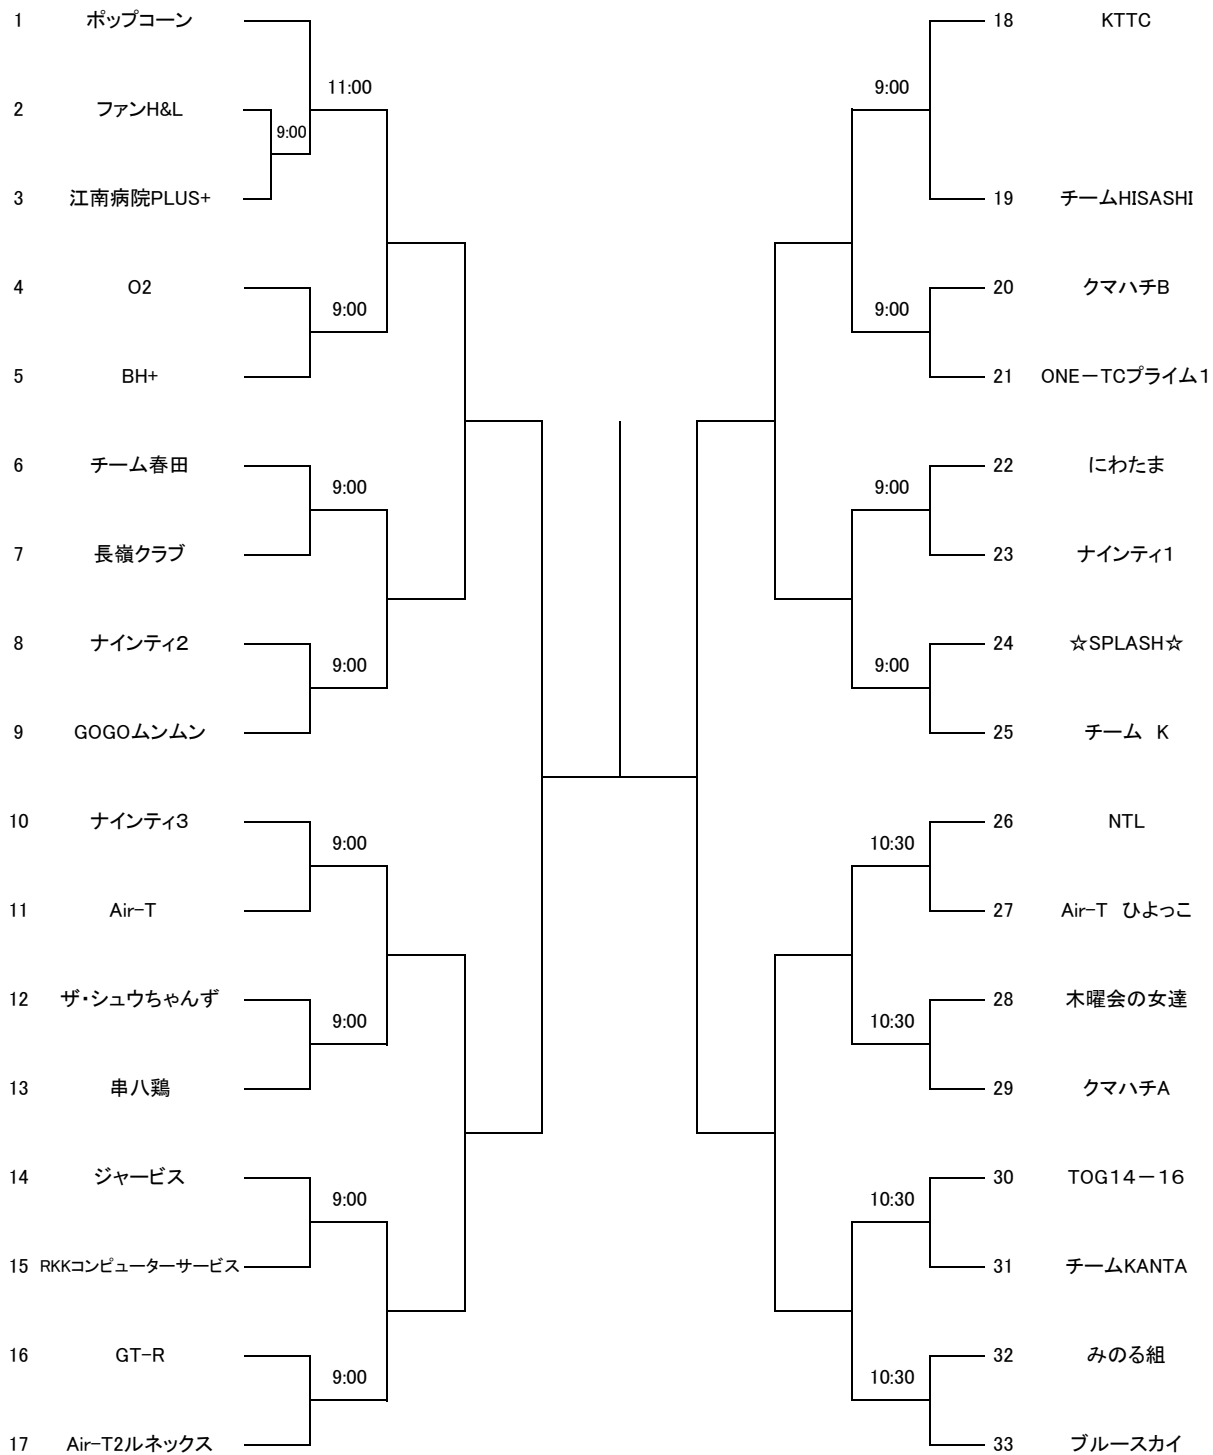 1 ポップコーン
11:00
2 ファンH&L
9:00
3 江南病院PLUS+
4 O2
9:00
5 BH+
6 チーム春田
9:00
7 長嶺クラブ
8 ナインティ２
9:00
9 GOGOムンムン
10 ナインティ３
9:00
11 Air-T
12 ザ・シュウちゃんず
9:00
13 串八鶏
14 ジャービス
9:00
15 RKKコンピューターサービス
16 GT-R
9:00
17 Air-T2ルネックス
18 KTTC
9:00
19 チームHISASHI
20 クマハチB
9:00
21 ONE－TCプライム１
22 にわたま
9:00
23 ナインティ1
24 ☆SPLASH☆
9:00
25 チーム　K
26 NTL
10:30
27 Air-T　ひよっこ
28 木曜会の女達
10:30
29 クマハチA
30 TOG１４－１６
10:30
31 チームKANTA
32 みのる組
10:30
33 ブルースカイ